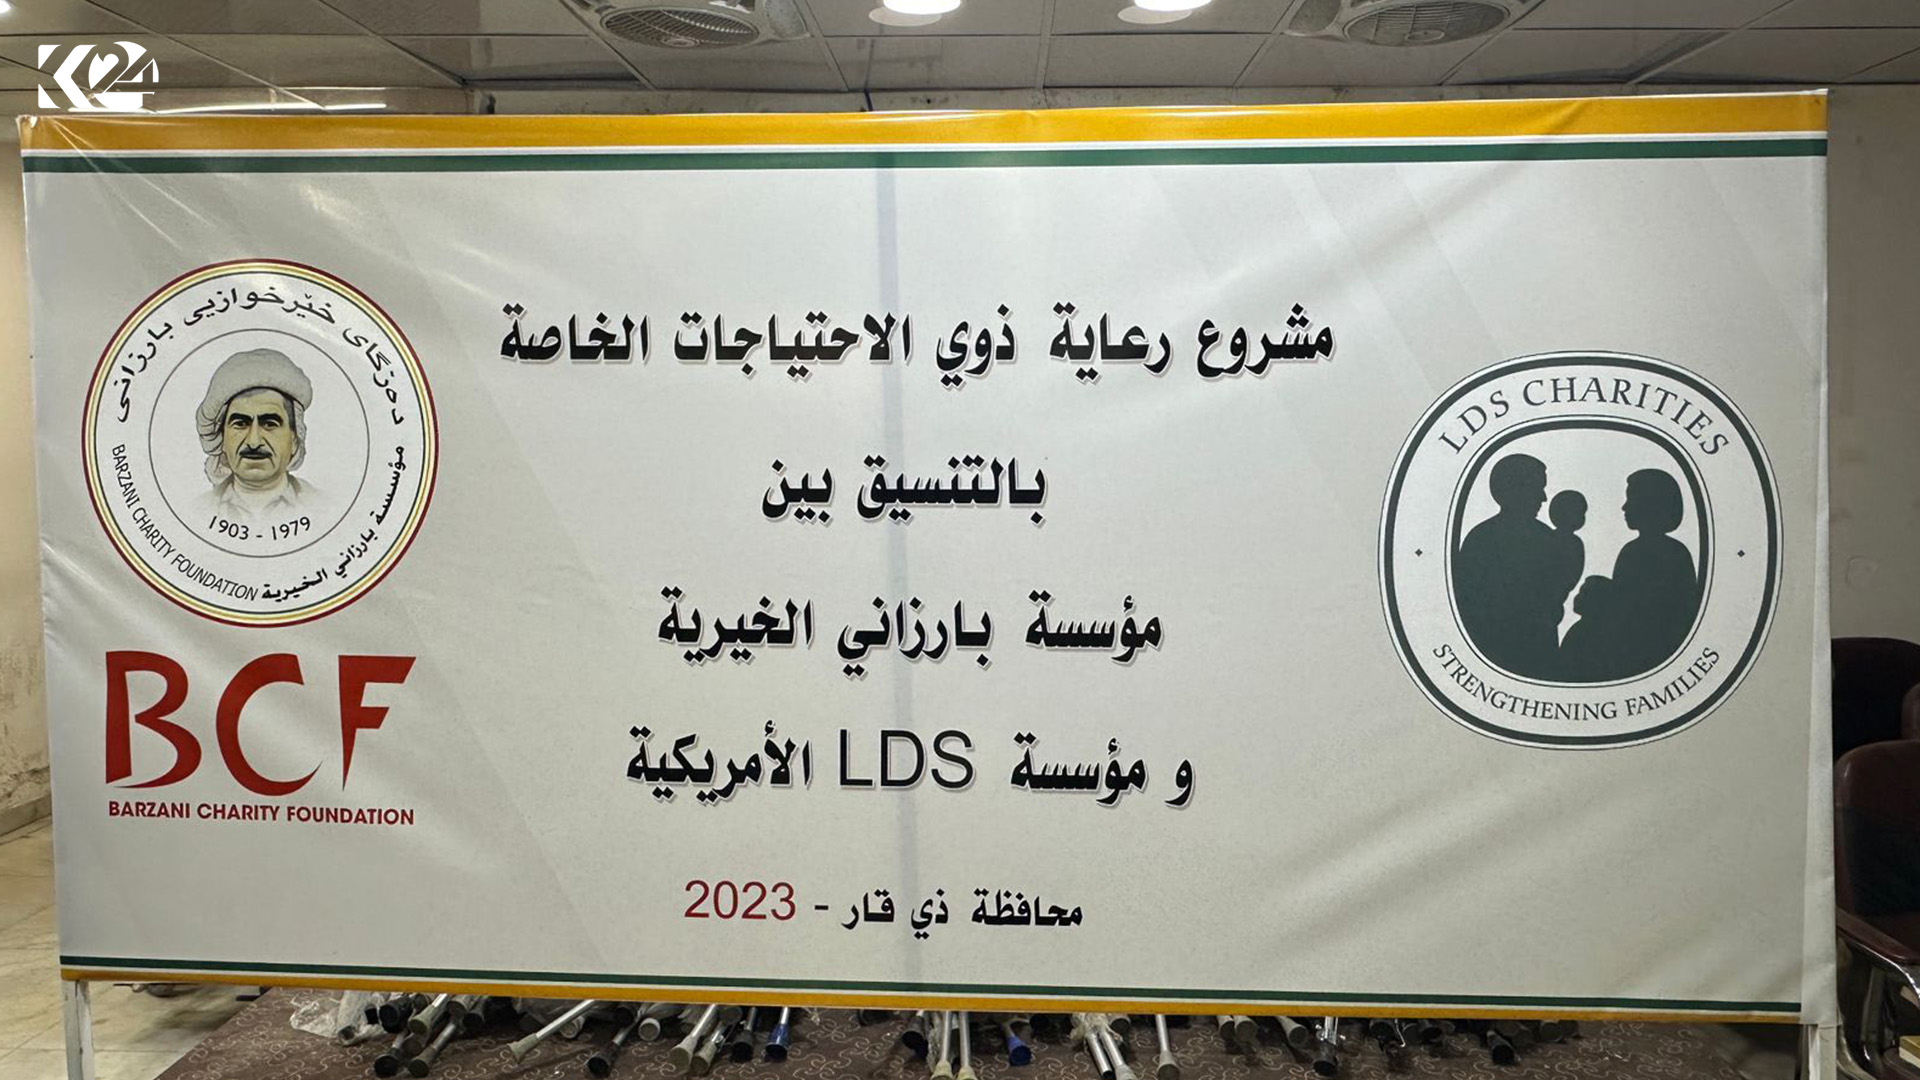 K24
دەزگای خێرخوازیی بارزانی
مؤسسة بارزاني الخيرية
BARZANI CHARITY FOUNDATION
1903 - 1979
BCF
BARZANI CHARITY FOUNDATION
مشروع رعاية ذوي الاحتياجات الخاصة
بالتنسيق بين
مؤسسة بارزاني الخيرية
و مؤسسة LDS الأمريكية
محافظة ذي قار - 2023
LDS CHARITIES
STRENGTHENING FAMILIES